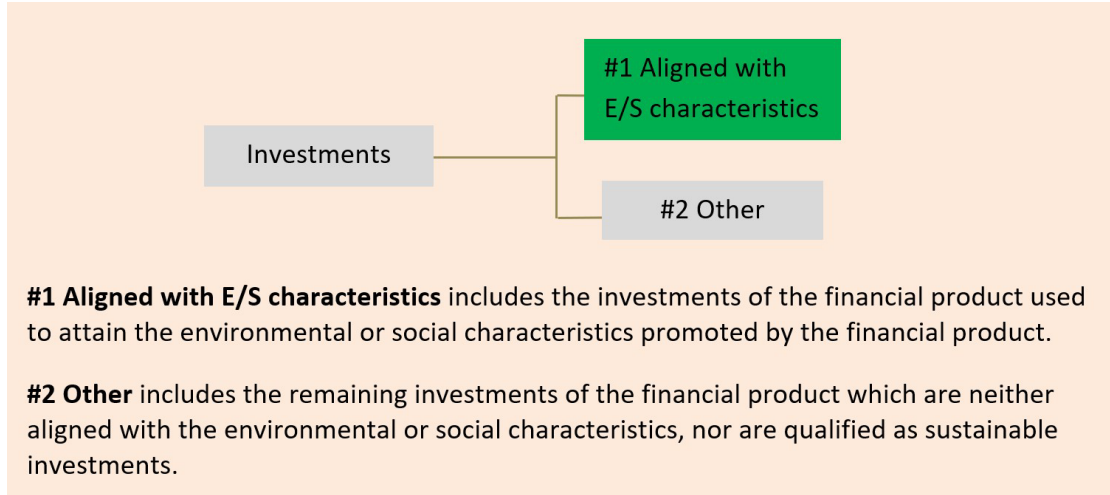 #1 Aligned with
E/S characteristics
Investments
#2 Other
#1 Aligned with E/S characteristics includes the investments of the financial product used
to attain the environmental or social characteristics promoted by the financial product.
#2 Other includes the remaining investments of the financial product which are neither
aligned with the environmental or social characteristics, nor are qualified as sustainable
investments.